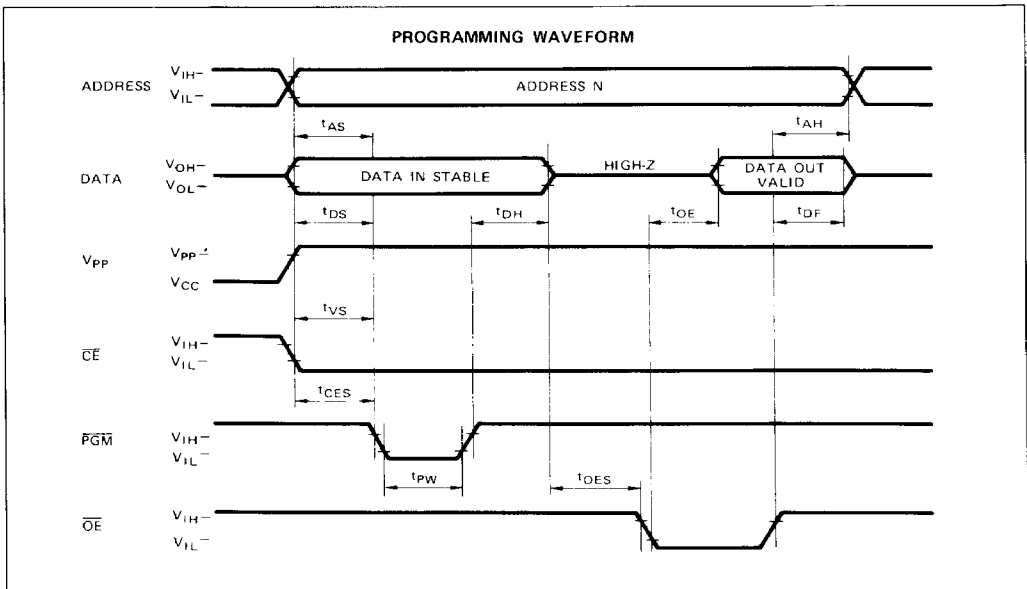 PROGRAMMING WAVEFORM
ADDRESS
VIH
VIL
ADDRESS N
tAS
tAH
DATA
VOH
VOL
DATA IN STABLE
HIGH-Z
DATA OUT
VALID
tDS
tDH
tOE
tDF
VPP
VPP
VCC
tVS
CE
VIH
VIL
tCES
PGM
VIH
VIL
tPW
tOES
OE
VIH
VIL